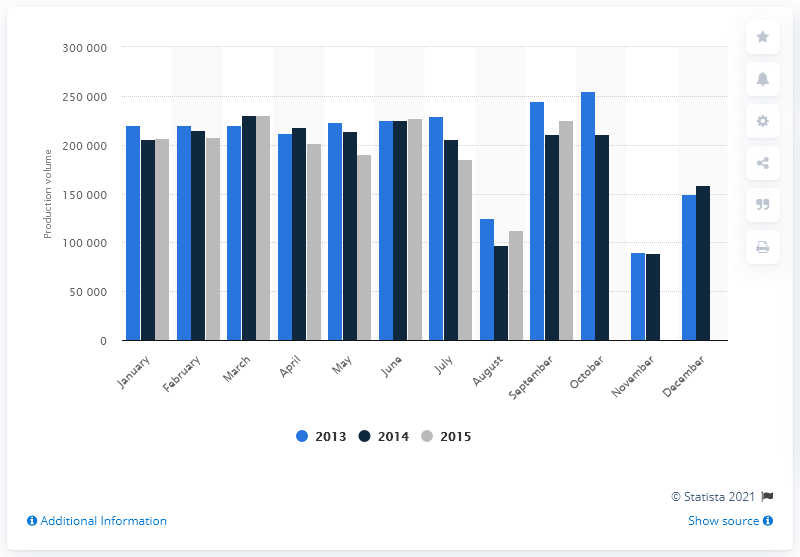 300 000
250 000
200 000
150 000
100 000
50 000
0
Production volume
January
February
March
April
May
June
July
August
September
October
November
December
2013
2014
2015
© Statista 2021
Additional Information
Show source